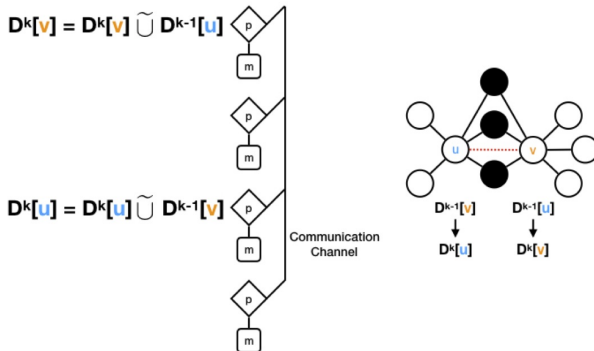 Dᵏ[v] = Dᵏ[v] ∪̃ Dᵏ⁻¹[u]
p
m
p
m
Dᵏ[u] = Dᵏ[u] ∪̃ Dᵏ⁻¹[v]
p
m
Communication
Channel
p
m
u
v
Dᵏ⁻¹[v] Dᵏ⁻¹[u]
Dᵏ[u] Dᵏ[v]